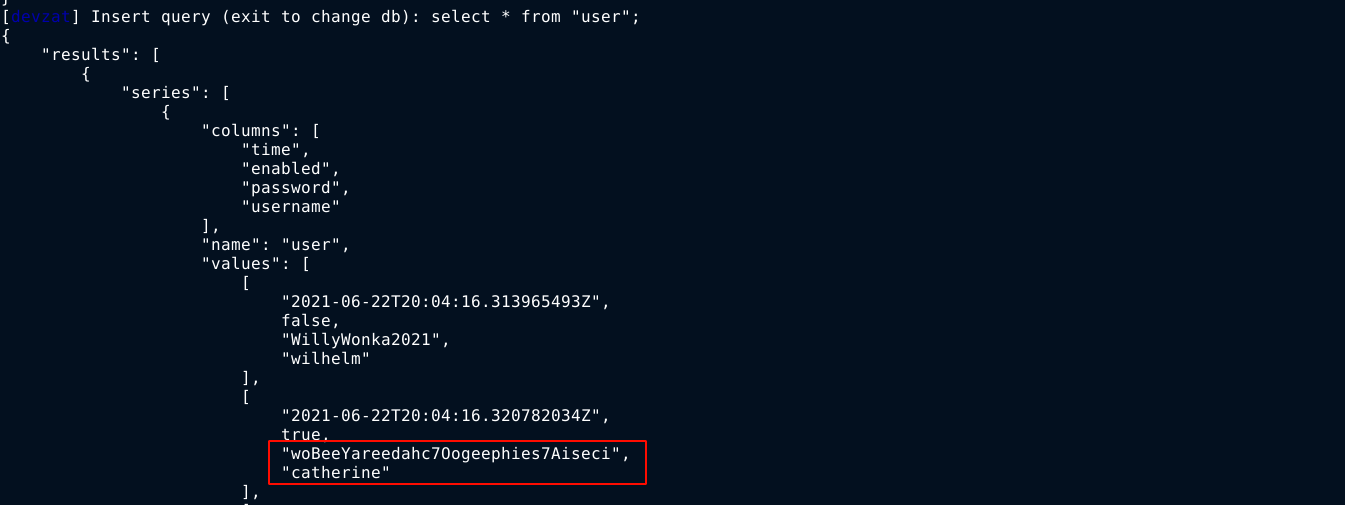 }
[devzat] Insert query (exit to change db): select * from "user";
{
    "results": [
        {
            "series": [
                {
                    "columns": [
                        "time",
                        "enabled",
                        "password",
                        "username"
                    ],
                    "name": "user",
                    "values": [
                        [
                            "2021-06-22T20:04:16.313965493Z",
                            false,
                            "WillyWonka2021",
                            "wilhelm"
                        ],
                        [
                            "2021-06-22T20:04:16.320782034Z",
                            true,
                            "woBeeYareedahc7Oogeephies7Aiseci",
                            "catherine"
                        ],
                        [